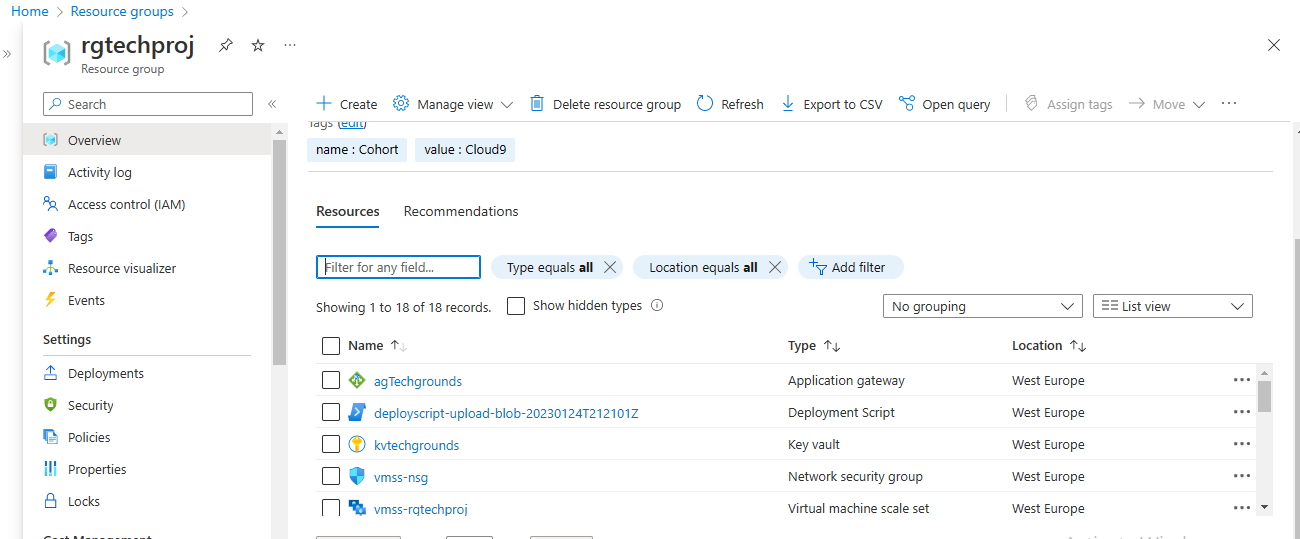 Home > Resource groups >
rgtechproj
Resource group
Search
Overview
Activity log
Access control (IAM)
Tags
Resource visualizer
Events
Settings
Deployments
Security
Policies
Properties
Locks
Cost Management
Create Manage view Delete resource group Refresh Export to CSV Open query Assign tags Move
Tags (edit)
name : Cohort value : Cloud9
Resources Recommendations
Filter for any field... Type equals all Location equals all Add filter
Showing 1 to 18 of 18 records. Show hidden types No grouping List view
Name Type Location
agTechgrounds Application gateway West Europe
deployscript-upload-blob-20230124T212101Z Deployment Script West Europe
kvtechgrounds Key vault West Europe
vmss-nsg Network security group West Europe
vmss-rgtechproj Virtual machine scale set West Europe